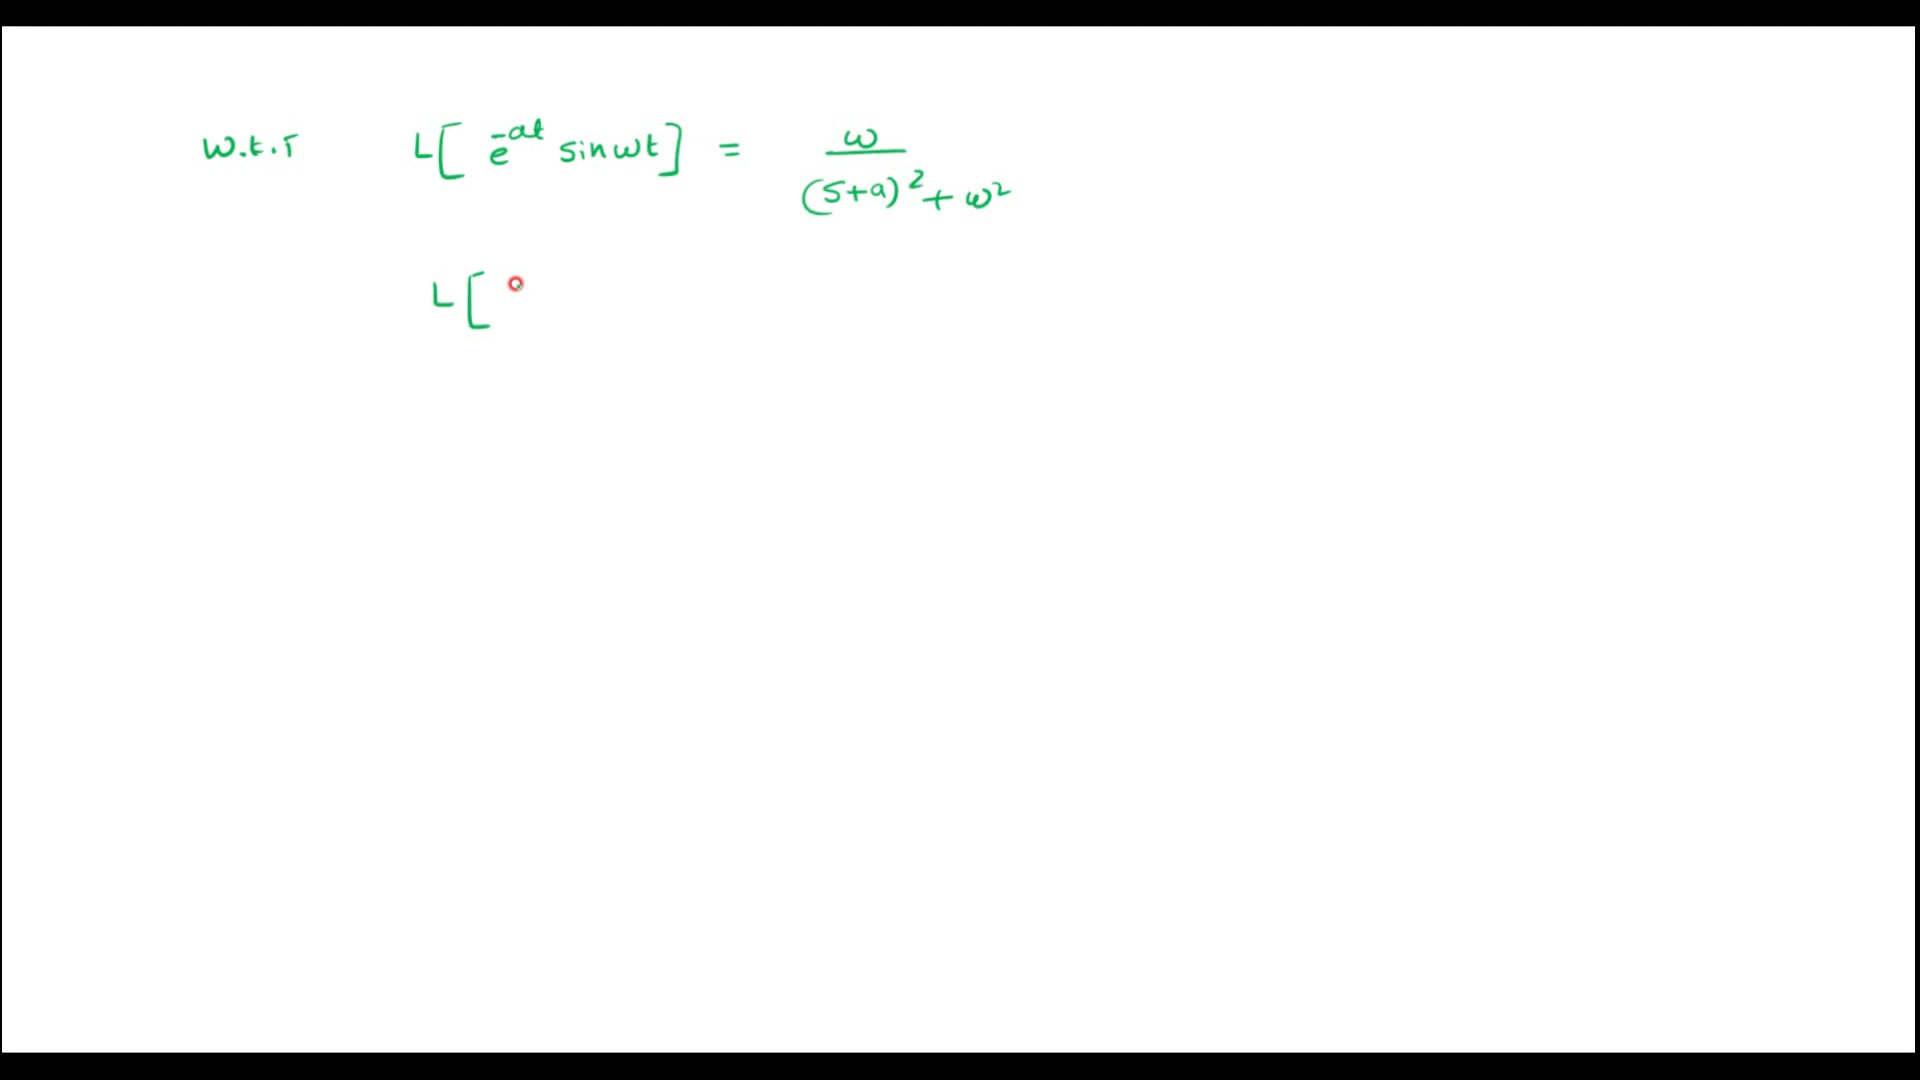 w.t.T L[ e^-at sinωt] = ω / (s+a)^2 + ω^2
L[